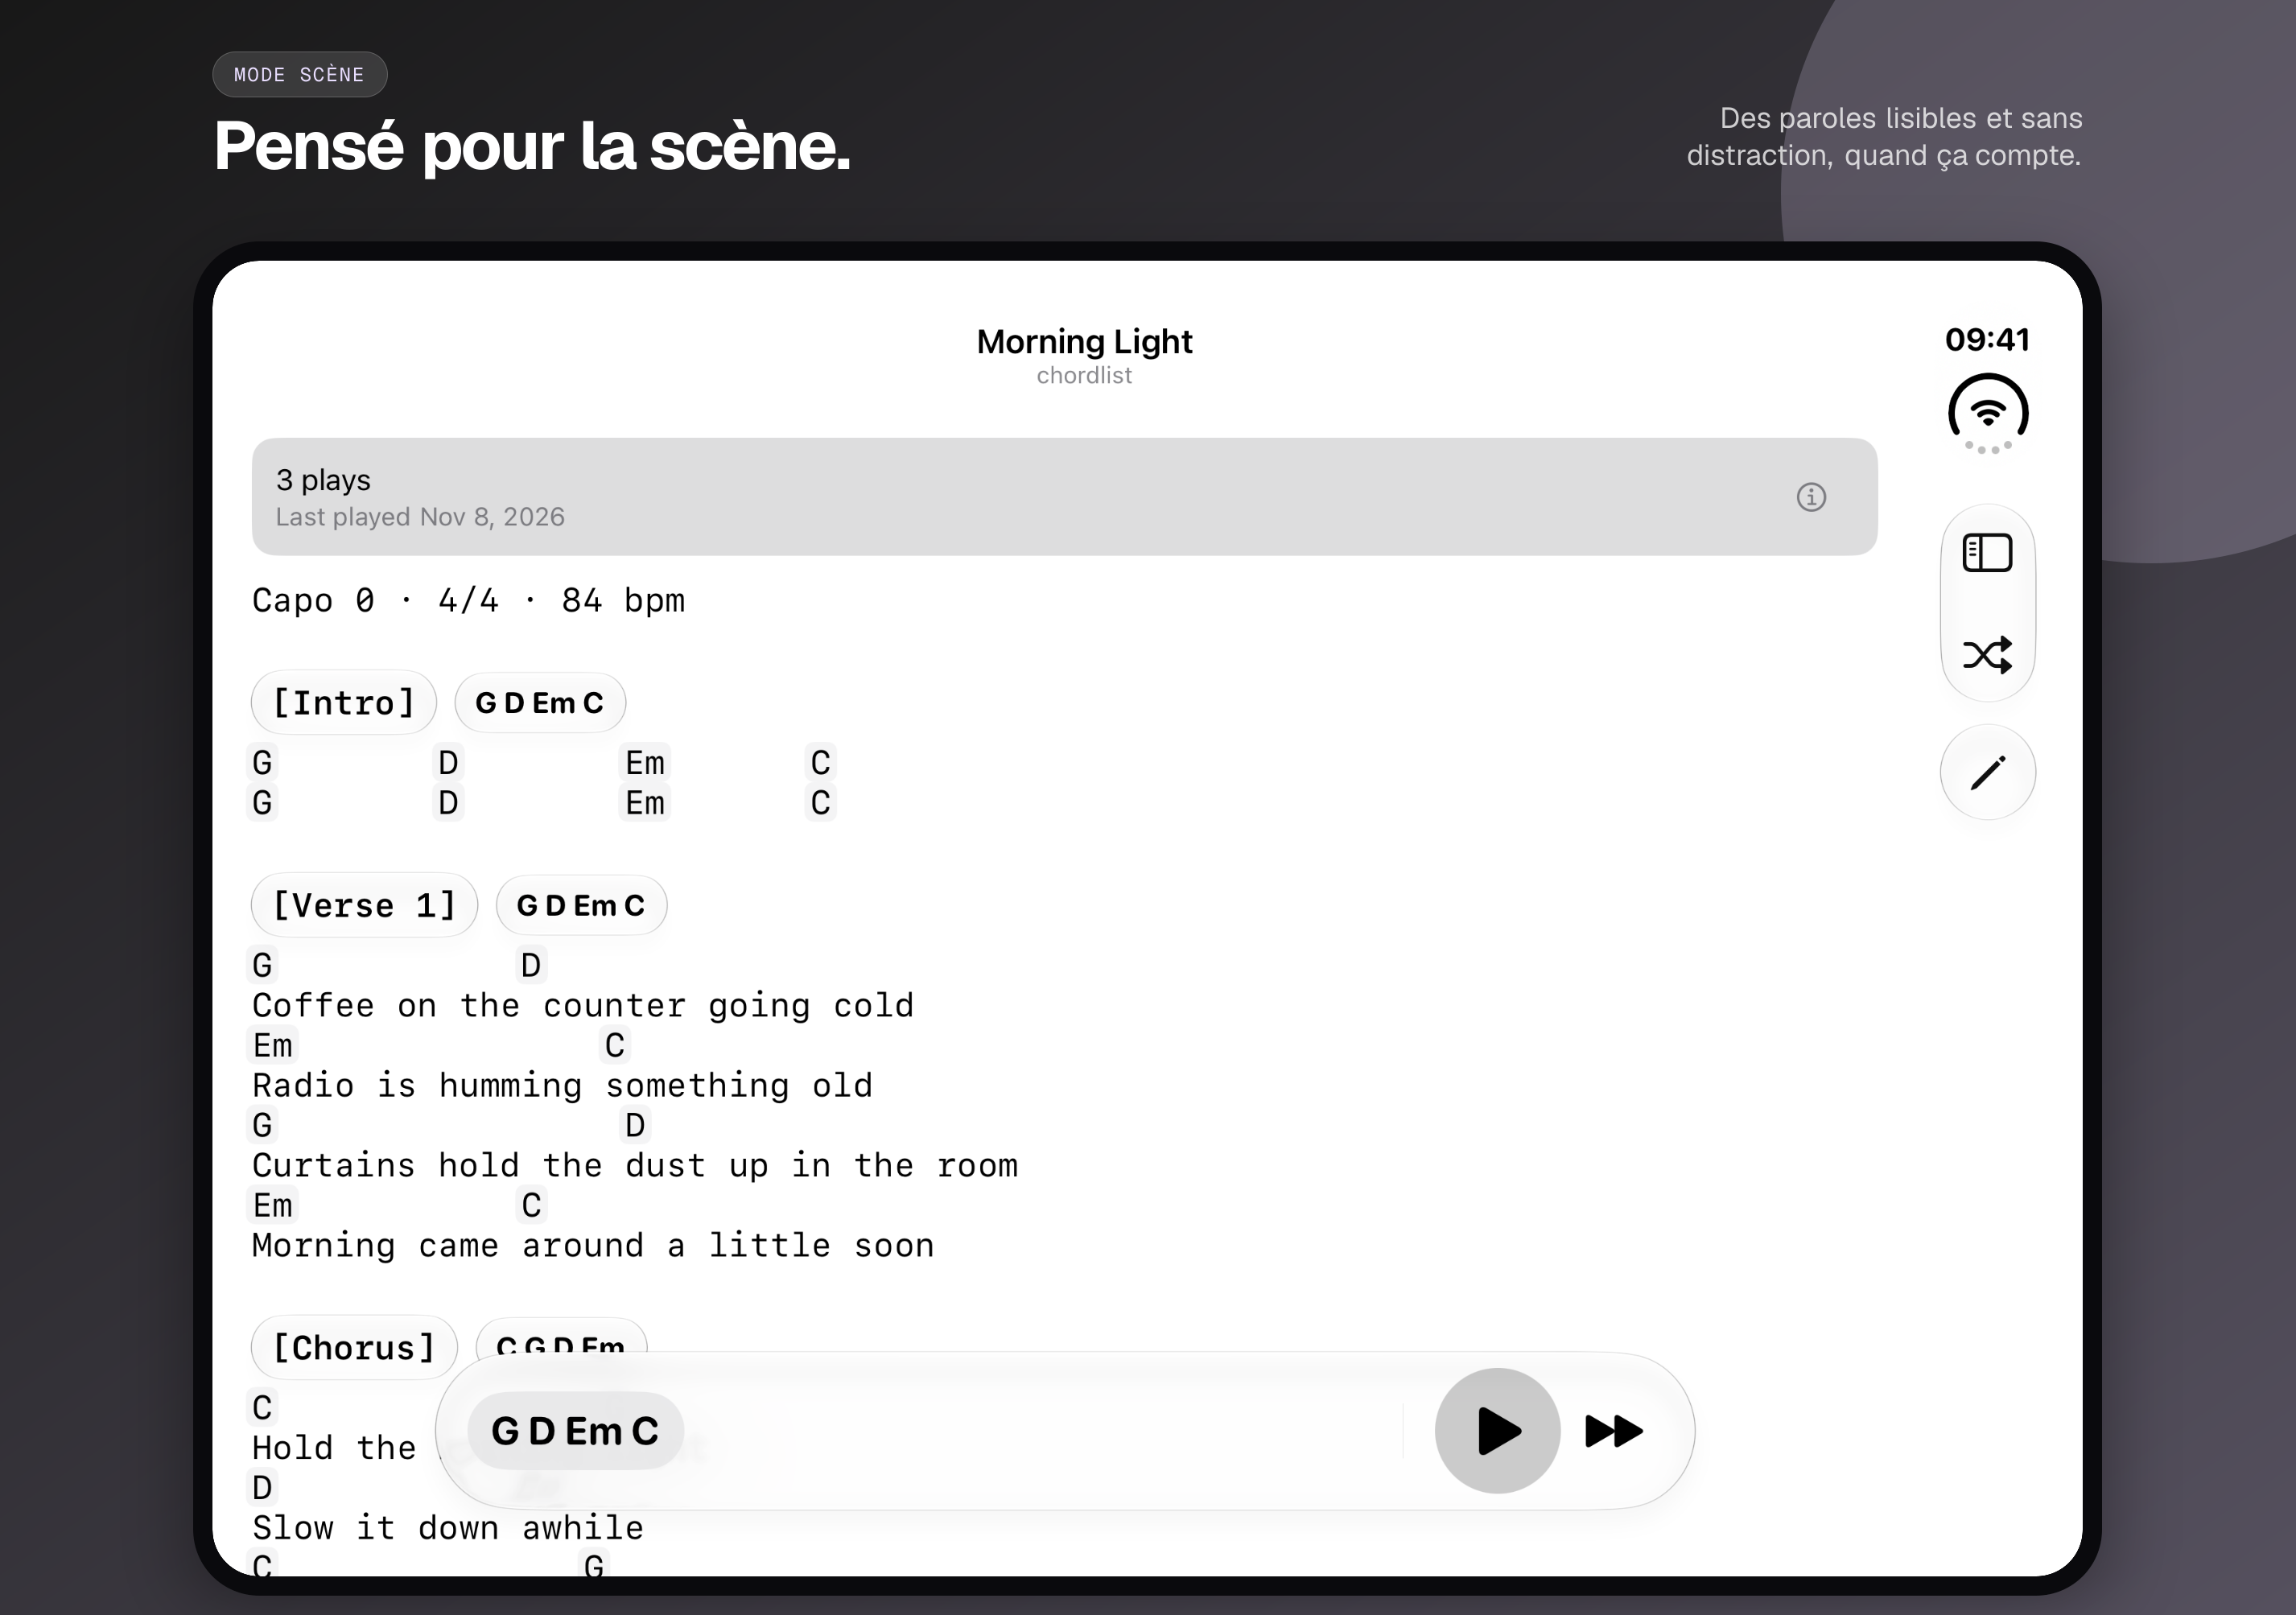 MODE SCÈNE
Pensé pour la scène.
Des paroles lisibles et sans
distraction, quand ça compte.
Morning Light
chordlist
09:41
3 plays
Last played Nov 8, 2026
Capo 0 · 4/4 · 84 bpm
[Intro] G D Em C
G D Em C
G D Em C
[Verse 1] G D Em C
G D
Coffee on the counter going cold
Em C
Radio is humming something old
G D
Curtains hold the dust up in the room
Em C
Morning came around a little soon
[Chorus] C G D Em
C
Hold the
G D Em C
D
Slow it down awhile
C G